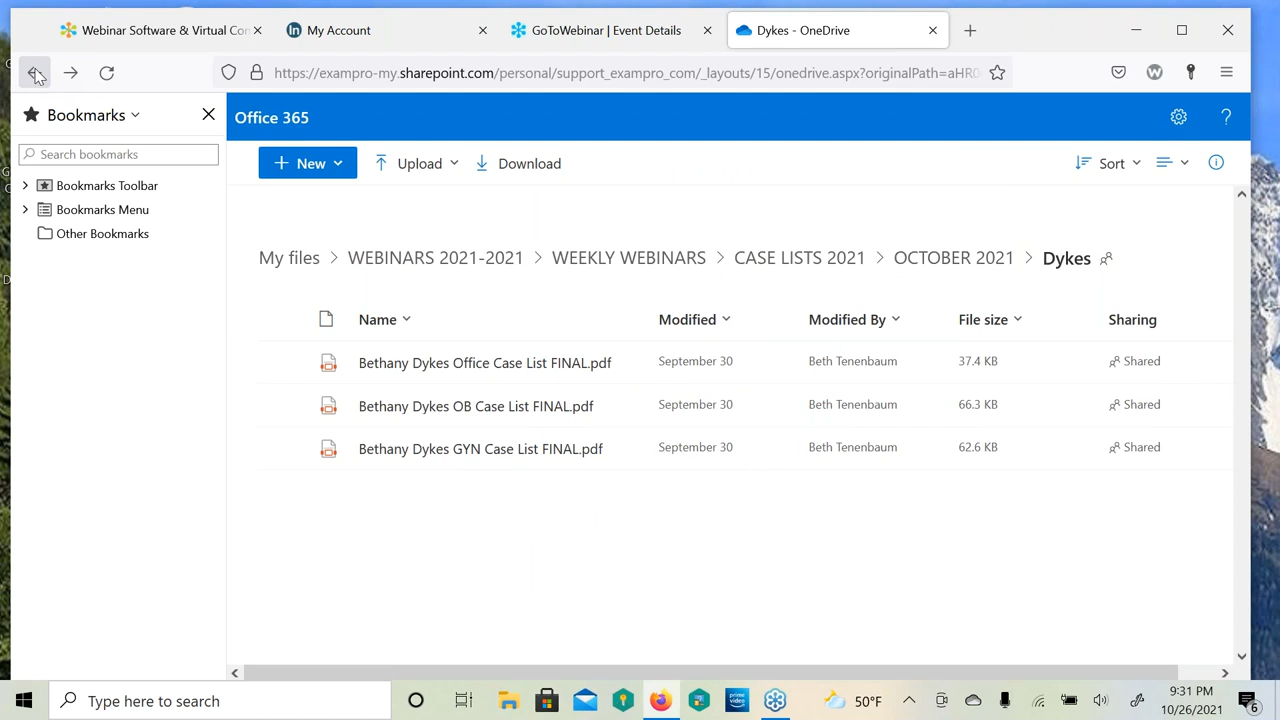 Webinar Software & Virtual Con
My Account
GoToWebinar | Event Details
Dykes - OneDrive
https://exampro-my.sharepoint.com/personal/support_exampro_com/_layouts/15/onedrive.aspx?originalPath=aHR0
Bookmarks
Office 365
Search bookmarks
New
Upload
Download
Sort
Bookmarks Toolbar
Bookmarks Menu
Other Bookmarks
My files > WEBINARS 2021-2021 > WEEKLY WEBINARS > CASE LISTS 2021 > OCTOBER 2021 > Dykes
Name Modified Modified By File size Sharing
Bethany Dykes Office Case List FINAL.pdf September 30 Beth Tenenbaum 37.4 KB Shared
Bethany Dykes OB Case List FINAL.pdf September 30 Beth Tenenbaum 66.3 KB Shared
Bethany Dykes GYN Case List FINAL.pdf September 30 Beth Tenenbaum 62.6 KB Shared
Type here to search
50°F
9:31 PM
10/26/2021
6